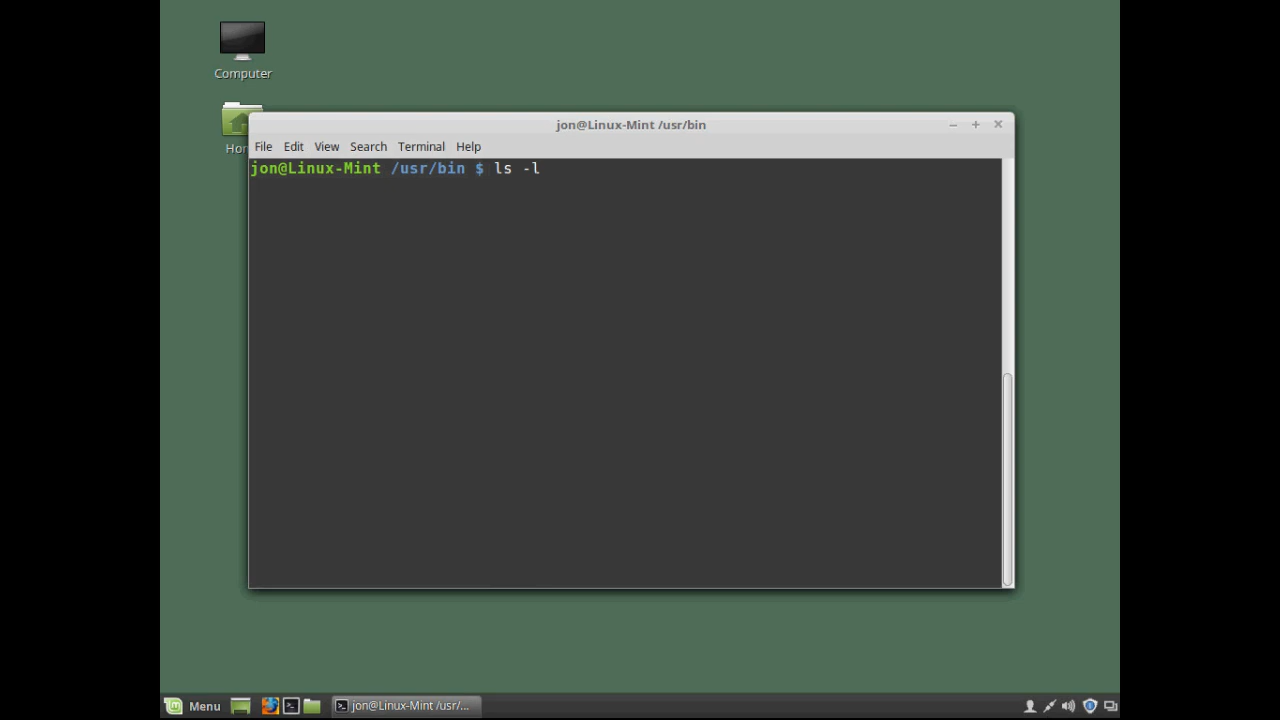 Computer
Hom
jon@Linux-Mint /usr/bin
File Edit View Search Terminal Help
jon@Linux-Mint /usr/bin $ ls -l
Menu
jon@Linux-Mint /usr/...